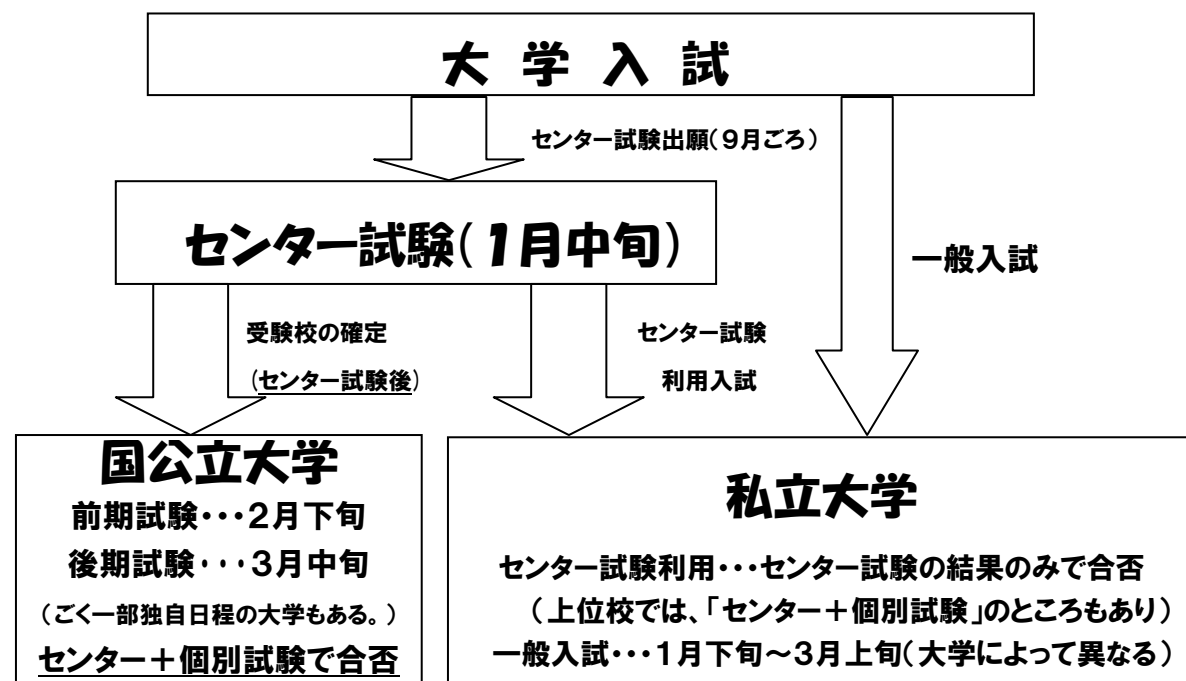 大 学 入 試
センター試験出願(9月ごろ)
センター試験(1月中旬)
一般入試
受験校の確定
(センター試験後)
センター試験
利用入試
国公立大学
前期試験・・・2月下旬
後期試験・・・3月中旬
(ごく一部独自日程の大学もある。)
センター+個別試験で合否
私立大学
センター試験利用・・・センター試験の結果のみで合否
(上位校では、「センター+個別試験」のところもあり)
一般入試・・・1月下旬~3月上旬(大学によって異なる)